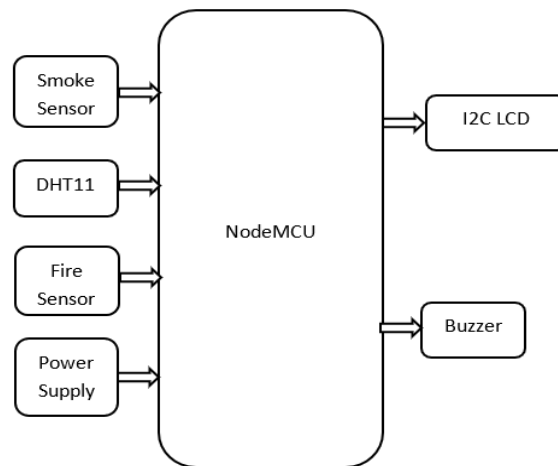 Smoke
Sensor
I2C LCD
DHT11
NodeMCU
Fire
Sensor
Buzzer
Power
Supply